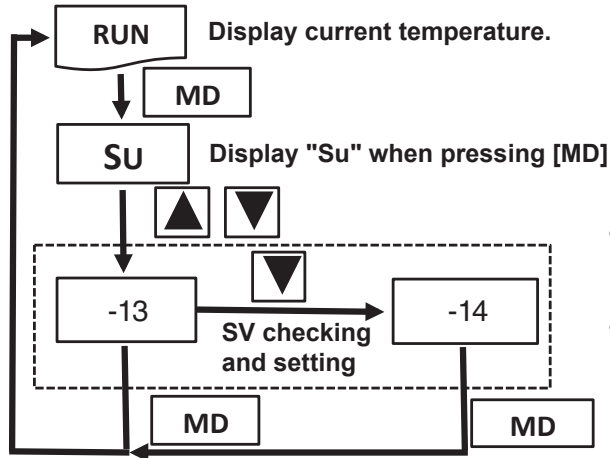 RUN
Display current temperature.
MD
Su
Display "Su" when pressing [MD]
-13
-14
SV checking
and setting
MD
MD